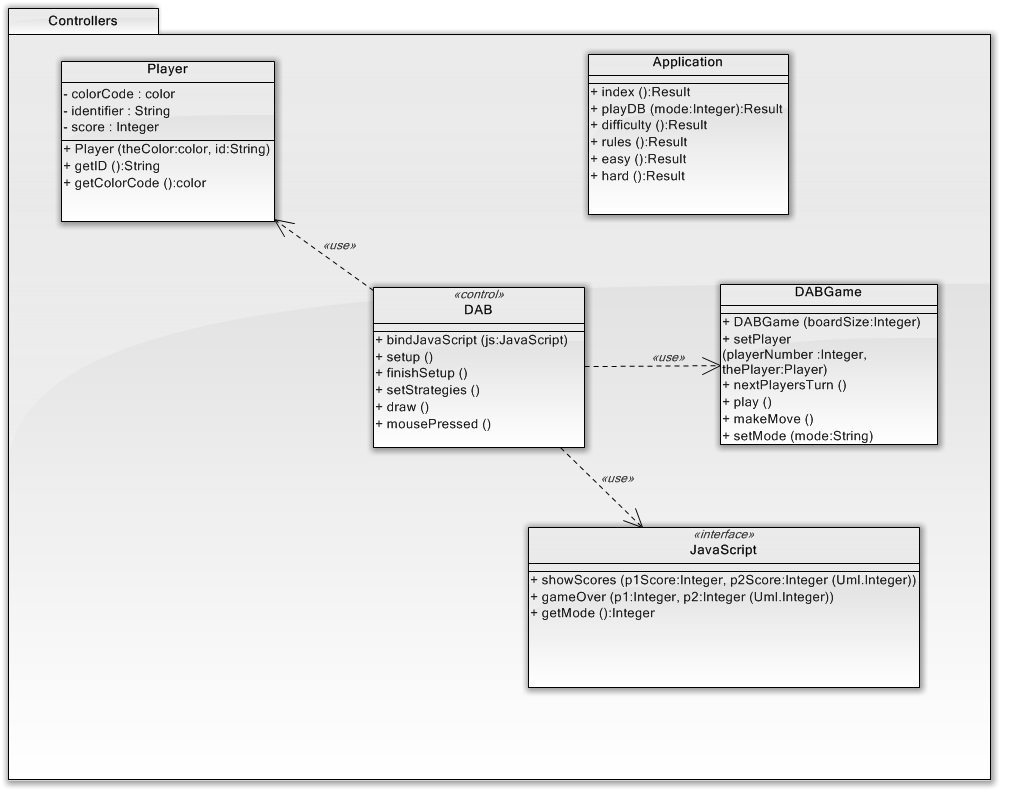 Controllers
Player
- colorCode : color
- identifier : String
- score : Integer
+ Player (theColor:color, id:String)
+ getID ():String
+ getColorCode ():color
Application
+ index ():Result
+ playDB (mode:Integer):Result
+ difficulty ():Result
+ rules ():Result
+ easy ():Result
+ hard ():Result
«use»
«control»
DAB
+ bindJavaScript (js:JavaScript)
+ setup ()
+ finishSetup ()
+ setStrategies ()
+ draw ()
+ mousePressed ()
«use»
DABGame
+ DABGame (boardSize:Integer)
+ setPlayer
(playerNumber :Integer,
thePlayer:Player)
+ nextPlayersTurn ()
+ play ()
+ makeMove ()
+ setMode (mode:String)
«use»
«interface»
JavaScript
+ showScores (p1Score:Integer, p2Score:Integer (Uml.Integer))
+ gameOver (p1:Integer, p2:Integer (Uml.Integer))
+ getMode ():Integer